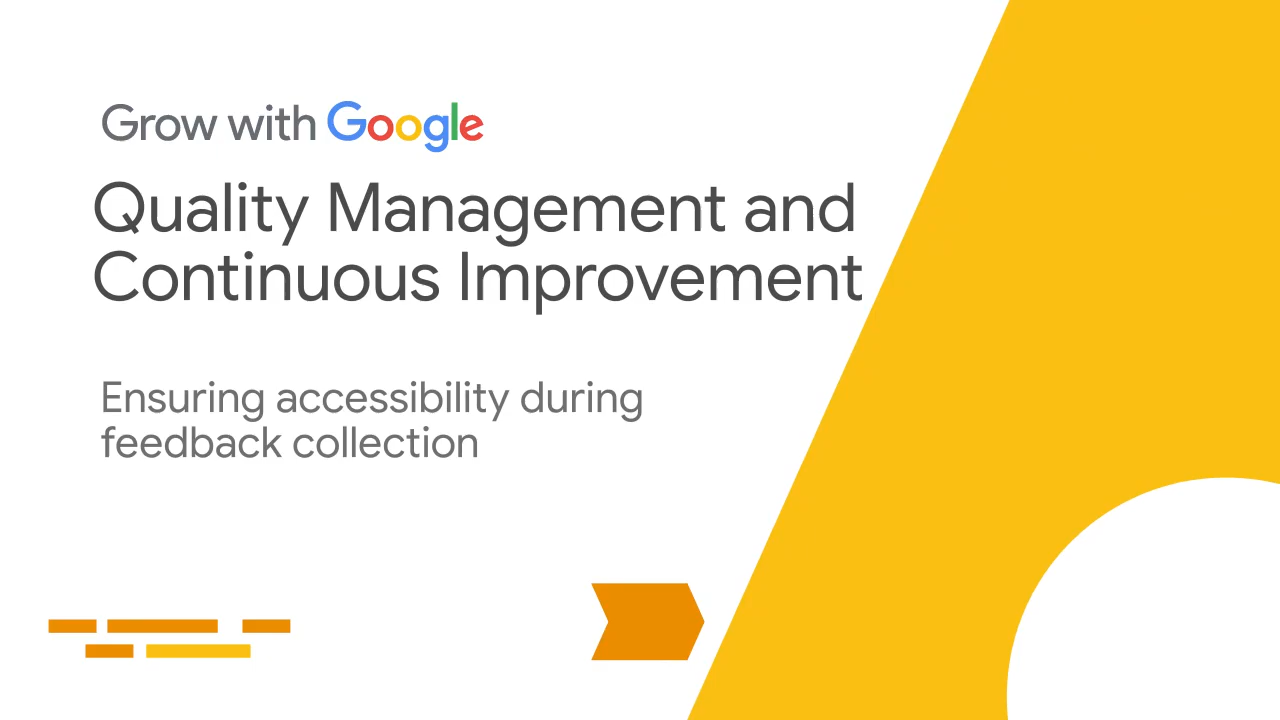 Grow with Google
Quality Management and
Continuous Improvement
Ensuring accessibility during
feedback collection